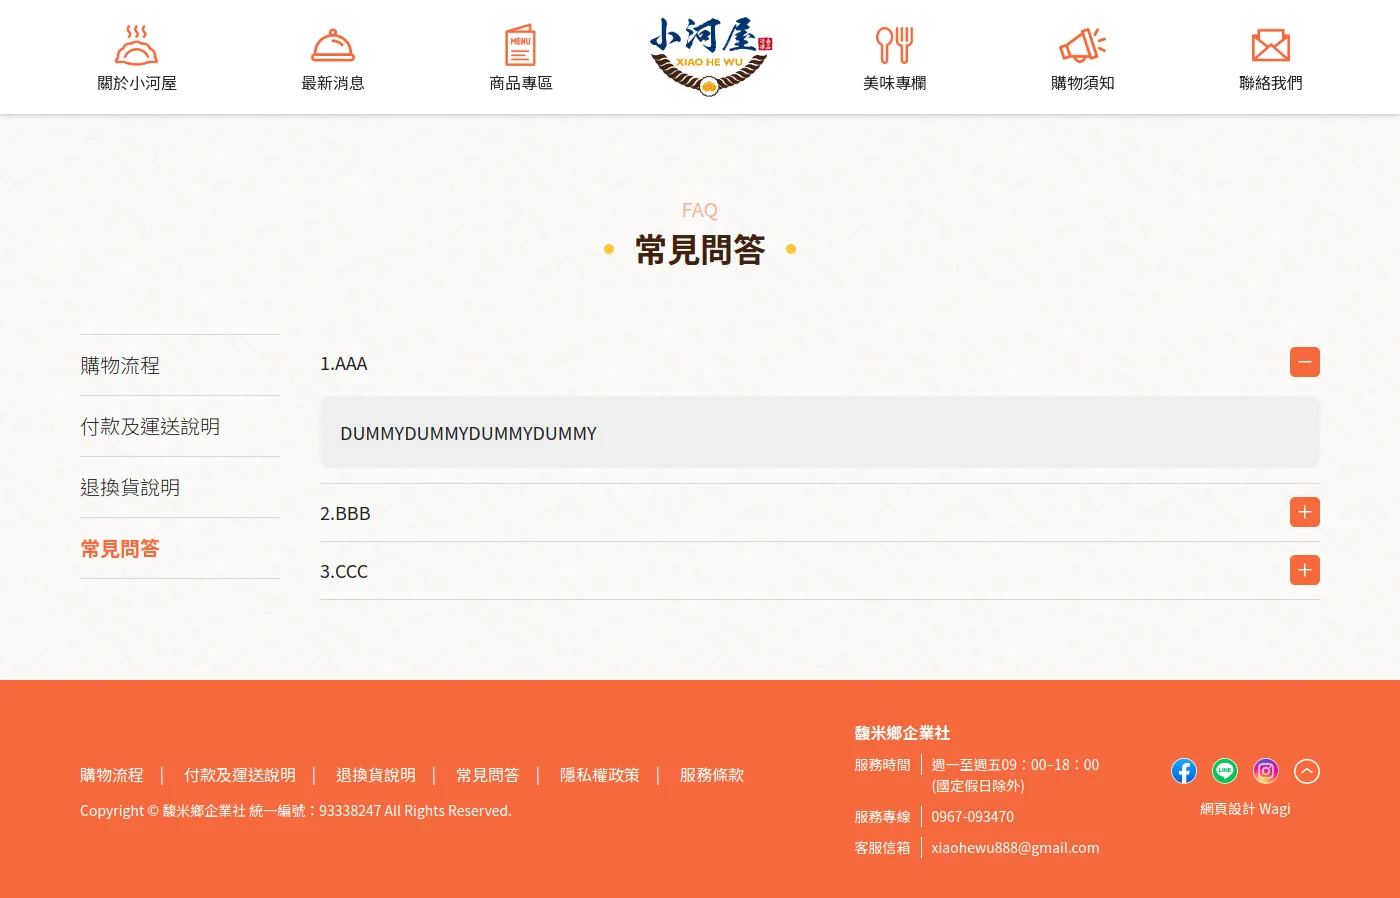 關於小河屋
最新消息
MENU
商品專區
小河屋
XIAO HE WU
美味專欄
購物須知
聯絡我們
FAQ
常見問答
購物流程
付款及運送說明
退換貨說明
常見問答
1.AAA
DUMMYDUMMYDUMMYDUMMY
2.BBB
3.CCC
購物流程 | 付款及運送說明 | 退換貨說明 | 常見問答 | 隱私權政策 | 服務條款
Copyright © 馥米鄉企業社 統一編號：93338247 All Rights Reserved.
馥米鄉企業社
服務時間 週一至週五09：00–18：00
(國定假日除外)
服務專線 0967-093470
客服信箱 xiaohewu888@gmail.com
LINE
網頁設計 Wagi